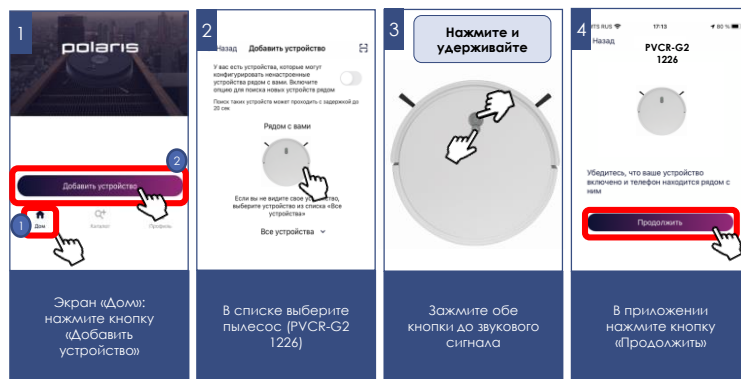 1
polaris
2
Добавить устройство
1
Дом
Каталог
Профиль
Экран «Дом»:
нажмите кнопку
«Добавить
устройство»
2
Назад Добавить устройство
У вас есть устройства, которые могут
конфигурировать ненастроенные
устройства рядом с вами. Включите
опцию для поиска новых устройств рядом
Поиск таких устройств может проходить с задержкой до
20 сек
Рядом с вами
Если вы не видите свое устройство,
выберите устройство из списка «Все
устройства»
Все устройства
В списке выберите
пылесос (PVCR-G2
1226)
3
Нажмите и
удерживайте
Зажмите обе
кнопки до звукового
сигнала
4
MTS RUS 17:13 80 %
Назад
PVCR-G2
1226
Убедитесь, что ваше устройство
включено и телефон находится рядом с
ним
Продолжить
В приложении
нажмите кнопку
«Продолжить»